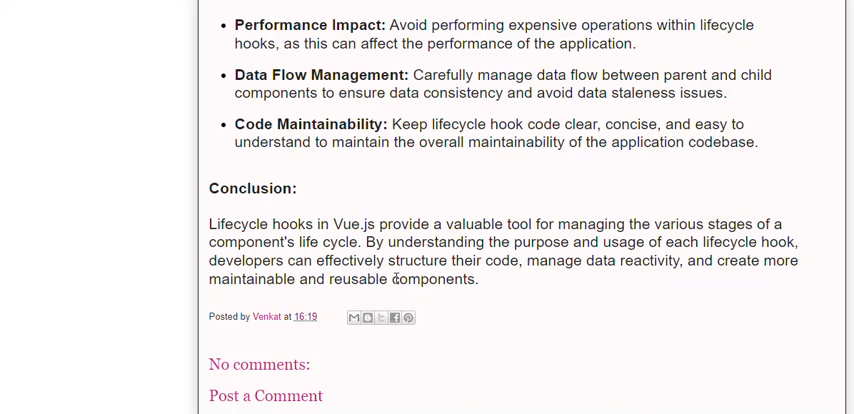 Performance Impact: Avoid performing expensive operations within lifecycle
hooks, as this can affect the performance of the application.
Data Flow Management: Carefully manage data flow between parent and child
components to ensure data consistency and avoid data staleness issues.
Code Maintainability: Keep lifecycle hook code clear, concise, and easy to
understand to maintain the overall maintainability of the application codebase.
Conclusion:
Lifecycle hooks in Vue.js provide a valuable tool for managing the various stages of a
component's life cycle. By understanding the purpose and usage of each lifecycle hook,
developers can effectively structure their code, manage data reactivity, and create more
maintainable and reusable components.
Posted by Venkat at 16:19
No comments:
Post a Comment